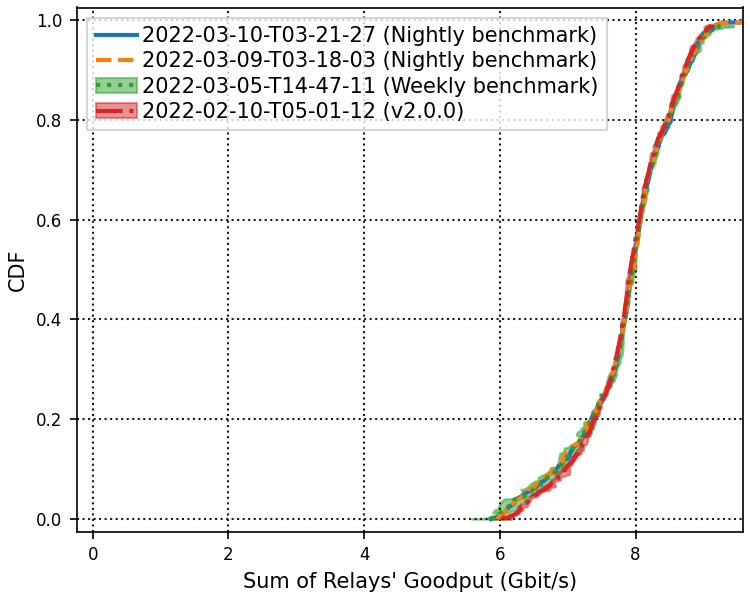 2022-03-10-T03-21-27 (Nightly benchmark)
2022-03-09-T03-18-03 (Nightly benchmark)
2022-03-05-T14-47-11 (Weekly benchmark)
2022-02-10-T05-01-12 (v2.0.0)
1.0
0.8
0.6
0.4
0.2
0.0
CDF
0 2 4 6 8
Sum of Relays' Goodput (Gbit/s)